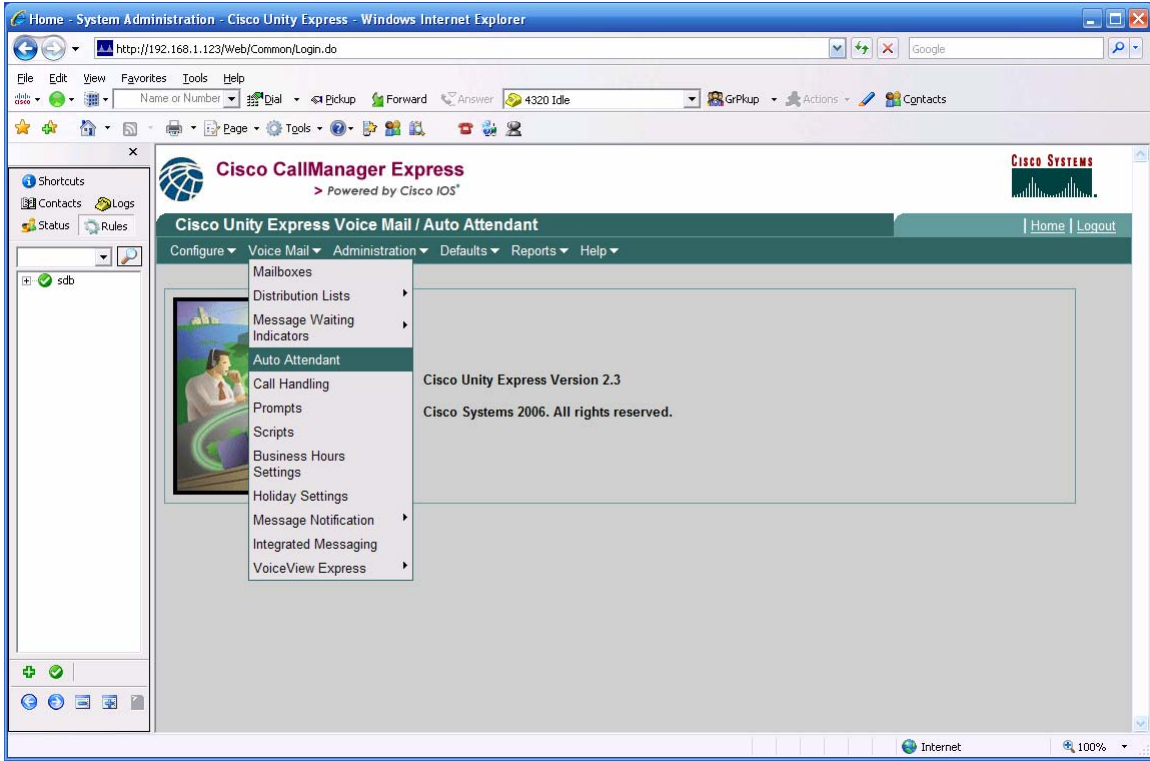 Home - System Administration - Cisco Unity Express - Windows Internet Explorer
http://192.168.1.123/Web/Common/Login.do
Google
File Edit View Favorites Tools Help
Name or Number Dial Pickup Forward Answer 4320 Idle GrPkup Actions Contacts
Page Tools
Shortcuts
Contacts Logs
Status Rules
sdb
Cisco CallManager Express
> Powered by Cisco IOS®
CISCO SYSTEMS
Cisco Unity Express Voice Mail / Auto Attendant
| Home | Logout
Configure Voice Mail Administration Defaults Reports Help
Mailboxes
Distribution Lists
Message Waiting
Indicators
Auto Attendant
Call Handling
Prompts
Scripts
Business Hours
Settings
Holiday Settings
Message Notification
Integrated Messaging
VoiceView Express
Cisco Unity Express Version 2.3
Cisco Systems 2006. All rights reserved.
Internet
100%